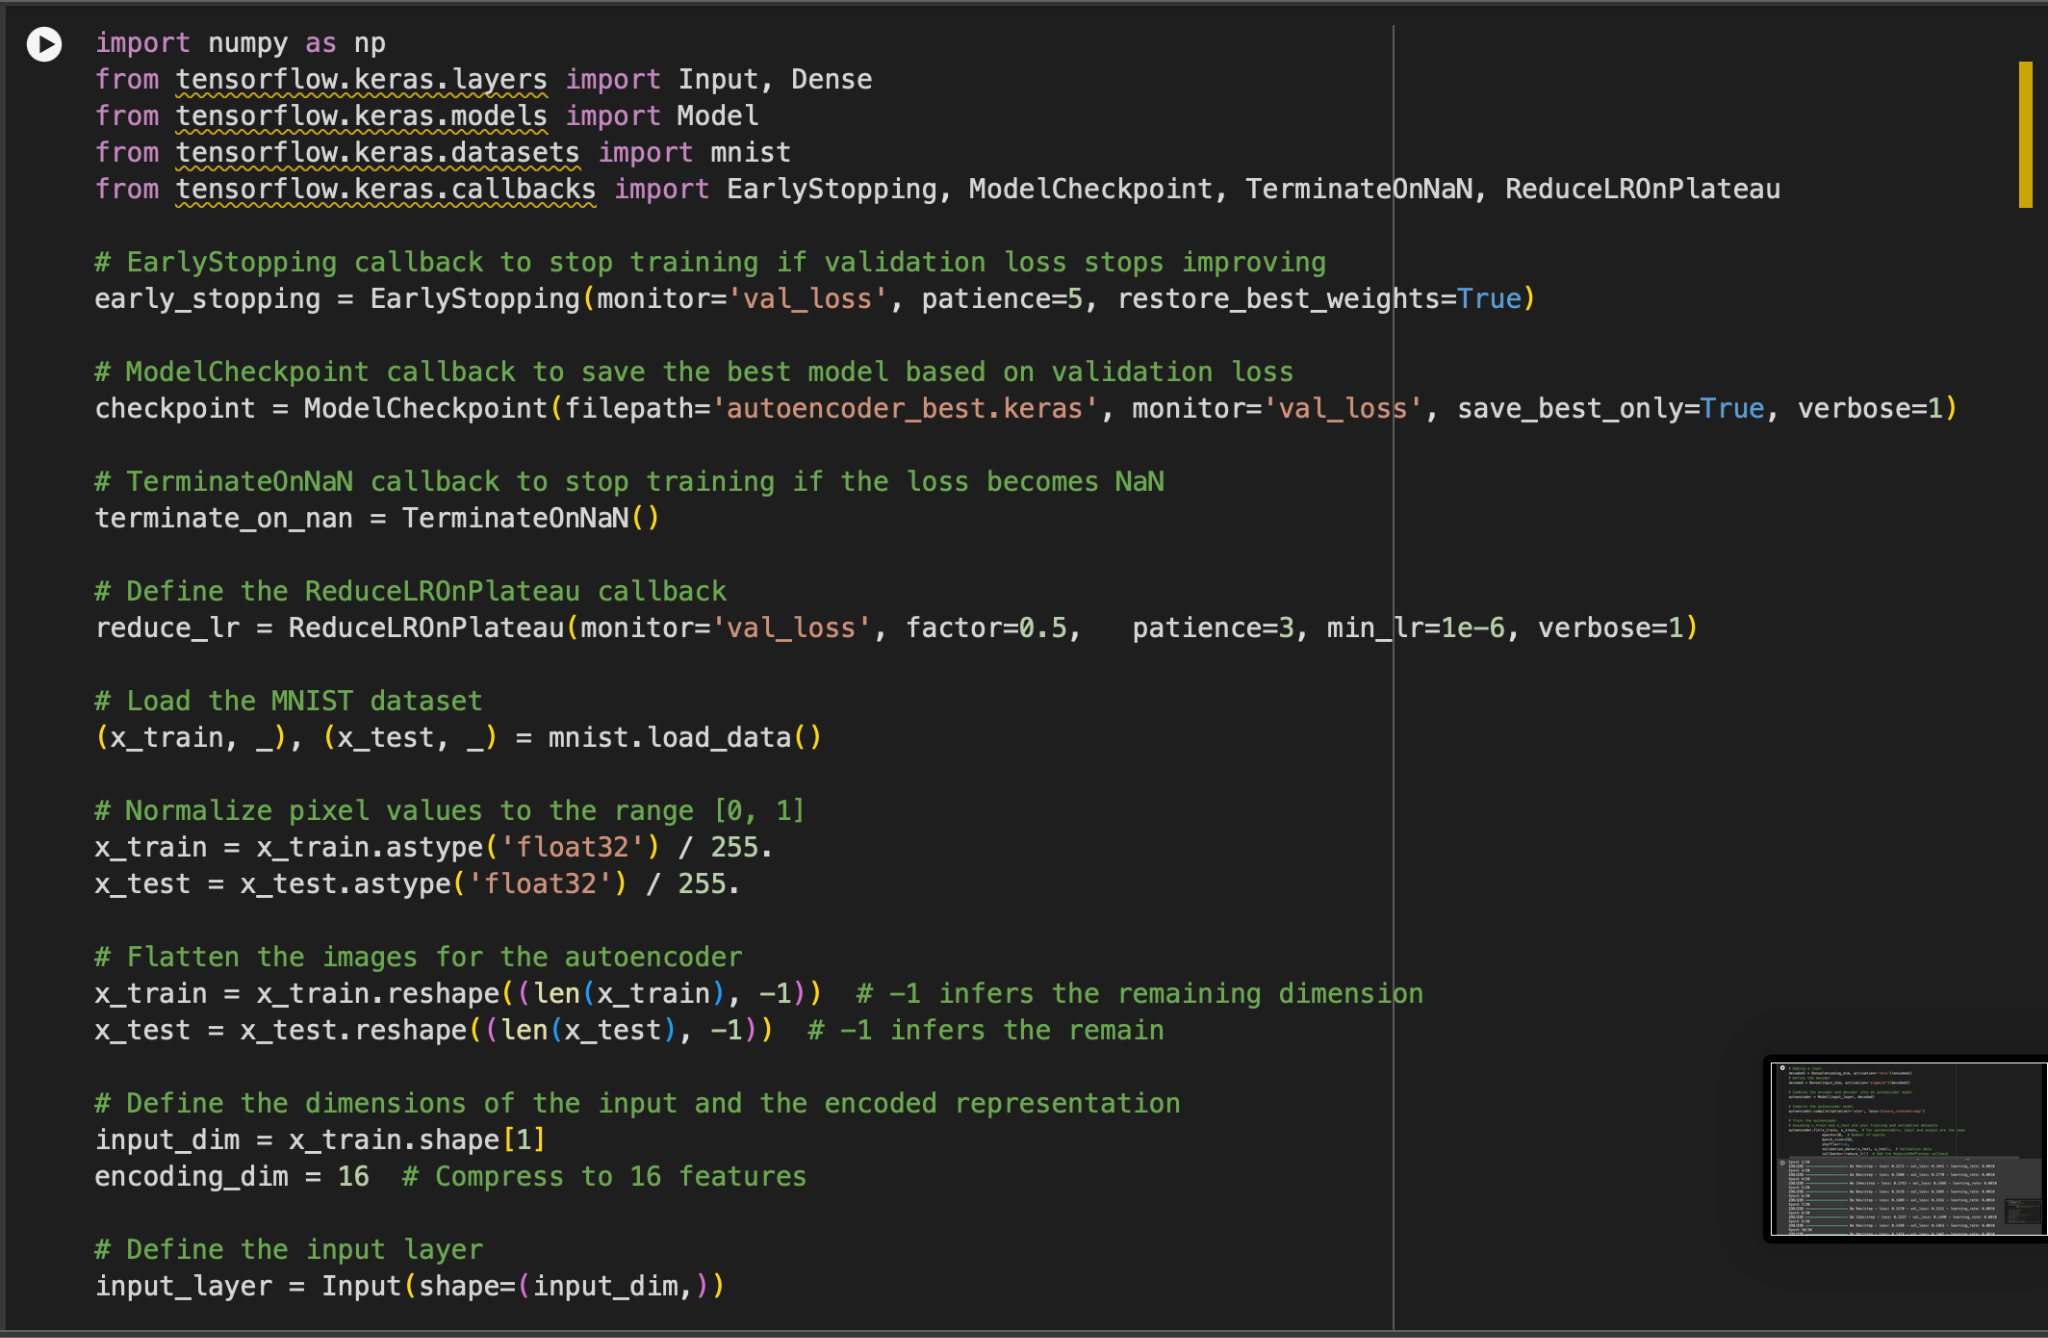 import numpy as np
from tensorflow.keras.layers import Input, Dense
from tensorflow.keras.models import Model
from tensorflow.keras.datasets import mnist
from tensorflow.keras.callbacks import EarlyStopping, ModelCheckpoint, TerminateOnNaN, ReduceLROnPlateau
# EarlyStopping callback to stop training if validation loss stops improving
early_stopping = EarlyStopping(monitor='val_loss', patience=5, restore_best_weights=True)
# ModelCheckpoint callback to save the best model based on validation loss
checkpoint = ModelCheckpoint(filepath='autoencoder_best.keras', monitor='val_loss', save_best_only=True, verbose=1)
# TerminateOnNaN callback to stop training if the loss becomes NaN
terminate_on_nan = TerminateOnNaN()
# Define the ReduceLROnPlateau callback
reduce_lr = ReduceLROnPlateau(monitor='val_loss', factor=0.5,   patience=3, min_lr=1e-6, verbose=1)
# Load the MNIST dataset
(x_train, _), (x_test, _) = mnist.load_data()
# Normalize pixel values to the range [0, 1]
x_train = x_train.astype('float32') / 255.
x_test = x_test.astype('float32') / 255.
# Flatten the images for the autoencoder
x_train = x_train.reshape((len(x_train), -1))  # -1 infers the remaining dimension
x_test = x_test.reshape((len(x_test), -1))  # -1 infers the remain
# Define the dimensions of the input and the encoded representation
input_dim = x_train.shape[1]
encoding_dim = 16  # Compress to 16 features
# Define the input layer
input_layer = Input(shape=(input_dim,))